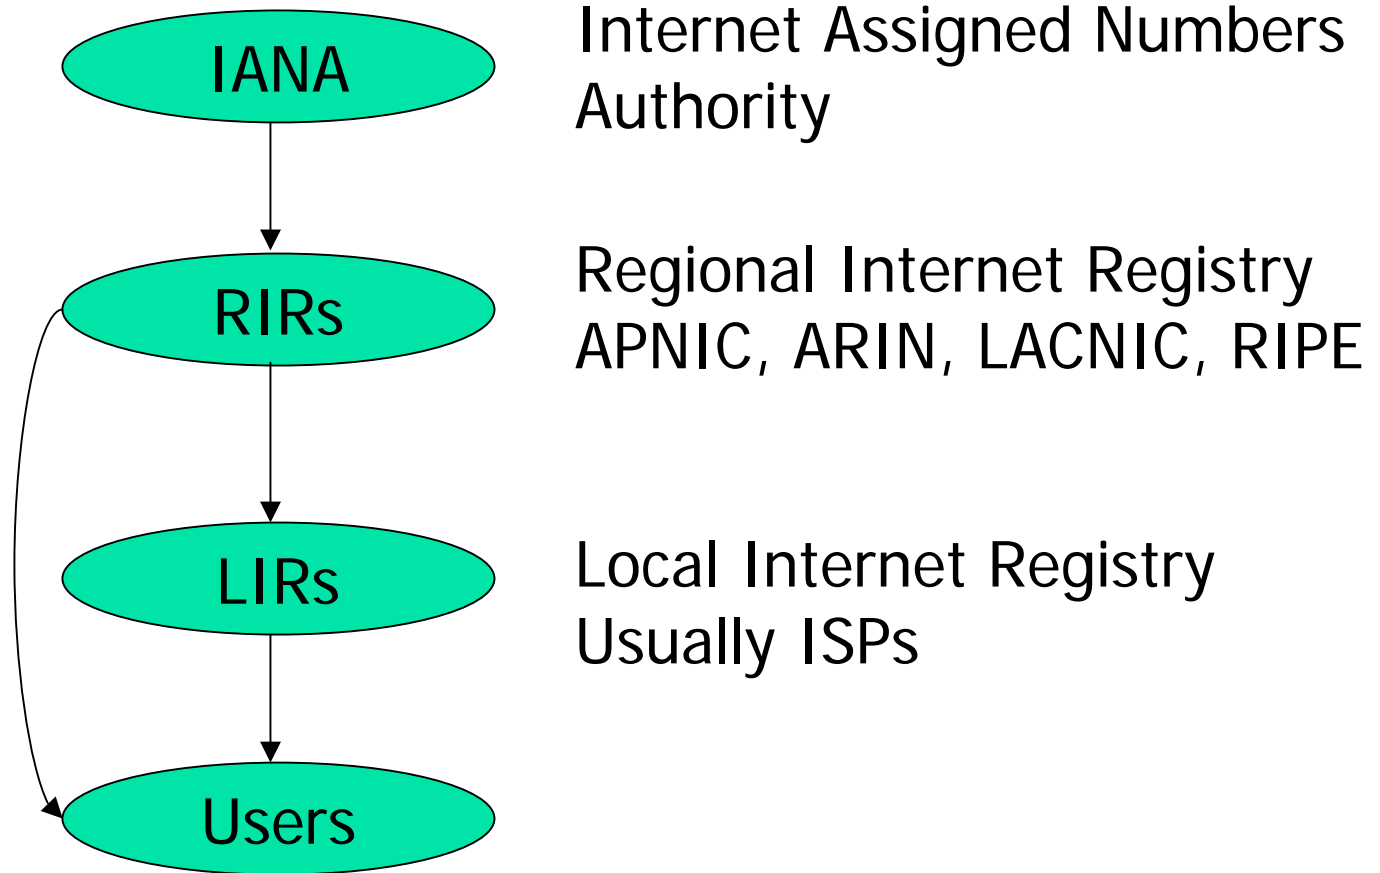 IANA
Internet Assigned Numbers
Authority
RIRs
Regional Internet Registry
APNIC, ARIN, LACNIC, RIPE
LIRs
Local Internet Registry
Usually ISPs
Users